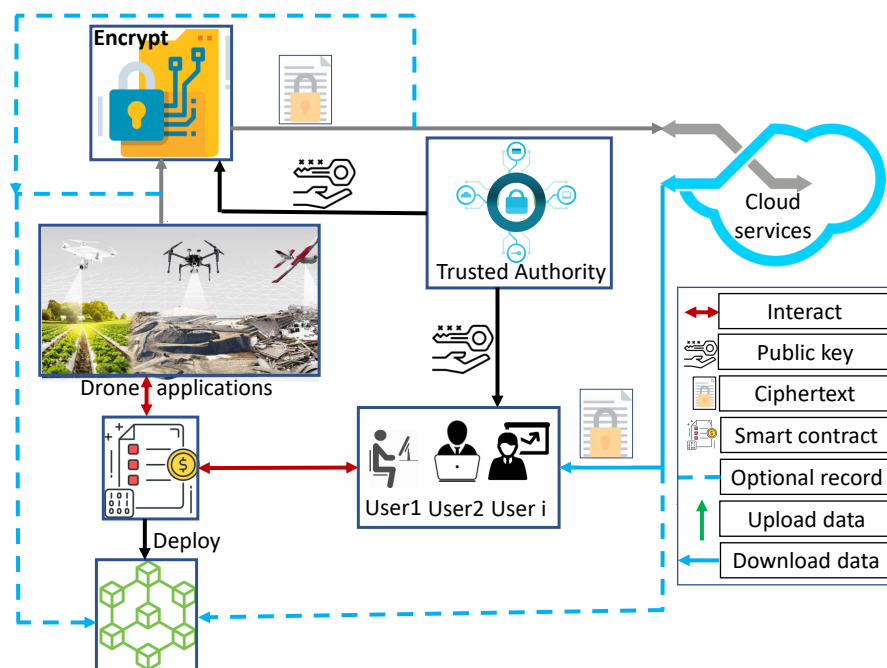 Encrypt
Cloud
services
Trusted Authority
Drone applications
Interact
Public key
Ciphertext
Smart contract
Optional record
Upload data
Download data
User1 User2 User i
Deploy